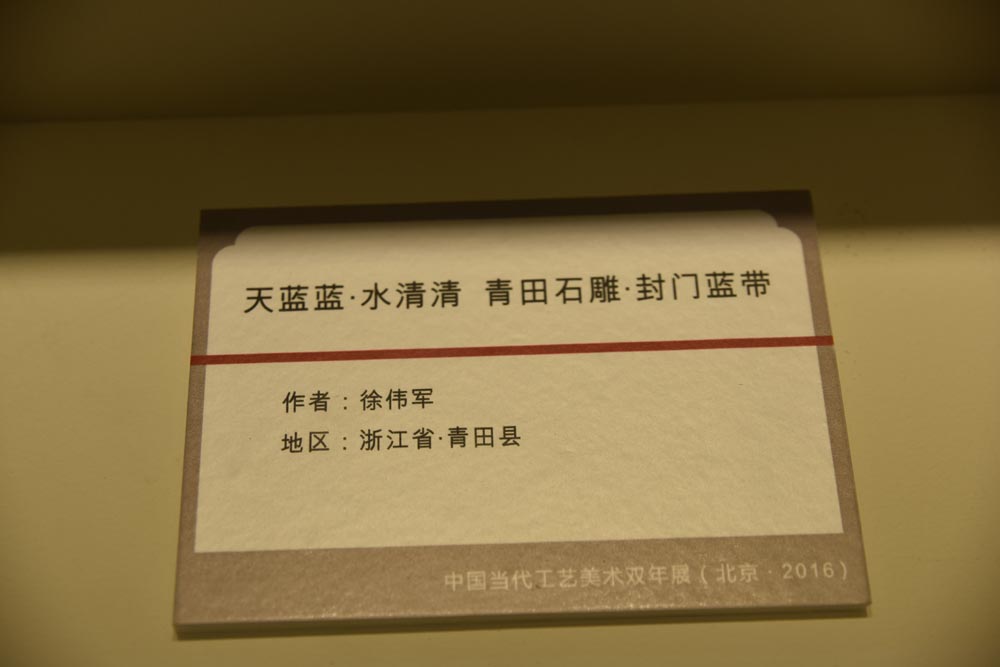 天蓝蓝·水清清 青田石雕·封门蓝带
作者：徐伟军
地区：浙江省·青田县
中国当代工艺美术双年展（北京·2016）